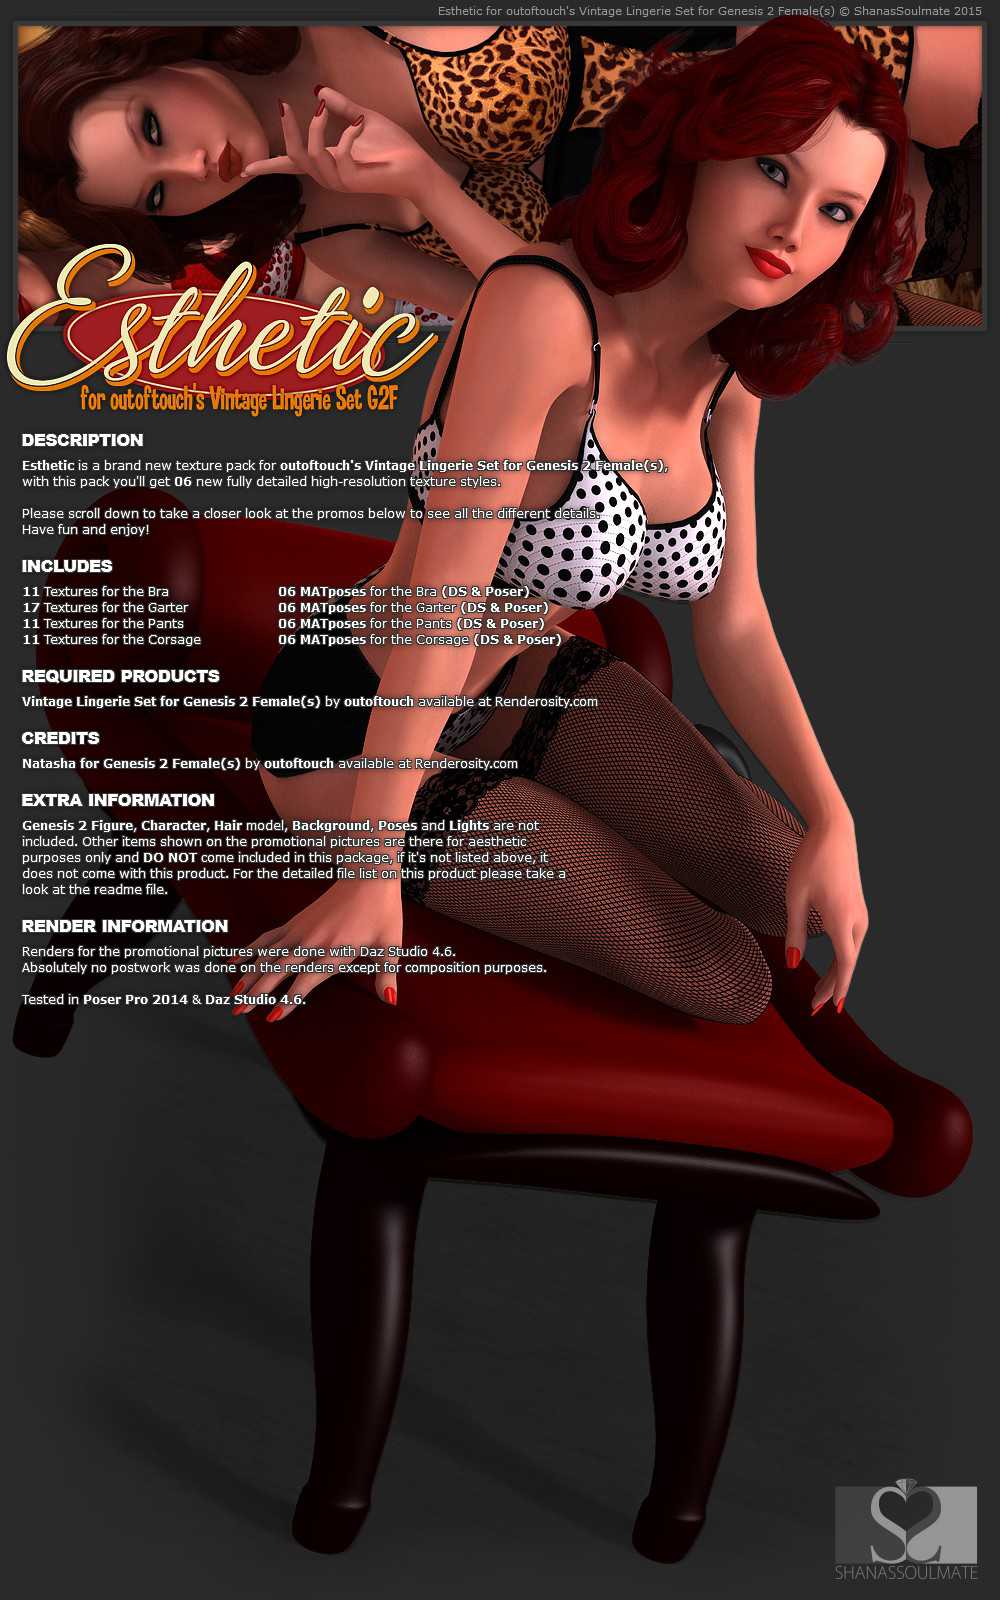 Esthetic for outoftouch's Vintage Lingerie Set for Genesis 2 Female(s) © ShanasSoulmate 2015
Esthetic
for outoftouch's Vintage Lingerie Set G2F
DESCRIPTION
Esthetic is a brand new texture pack for outoftouch's Vintage Lingerie Set for Genesis 2 Female(s),
with this pack you'll get 06 new fully detailed high-resolution texture styles.
Please scroll down to take a closer look at the promos below to see all the different details.
Have fun and enjoy!
INCLUDES
11 Textures for the Bra 06 MATposes for the Bra (DS & Poser)
17 Textures for the Garter 06 MATposes for the Garter (DS & Poser)
11 Textures for the Pants 06 MATposes for the Pants (DS & Poser)
11 Textures for the Corsage 06 MATposes for the Corsage (DS & Poser)
REQUIRED PRODUCTS
Vintage Lingerie Set for Genesis 2 Female(s) by outoftouch available at Renderosity.com
CREDITS
Natasha for Genesis 2 Female(s) by outoftouch available at Renderosity.com
EXTRA INFORMATION
Genesis 2 Figure, Character, Hair model, Background, Poses and Lights are not
included. Other items shown on the promotional pictures are there for aesthetic
purposes only and DO NOT come included in this package, if it's not listed above, it
does not come with this product. For the detailed file list on this product please take a
look at the readme file.
RENDER INFORMATION
Renders for the promotional pictures were done with Daz Studio 4.6.
Absolutely no postwork was done on the renders except for composition purposes.
Tested in Poser Pro 2014 & Daz Studio 4.6.
SHANASSOULMATE